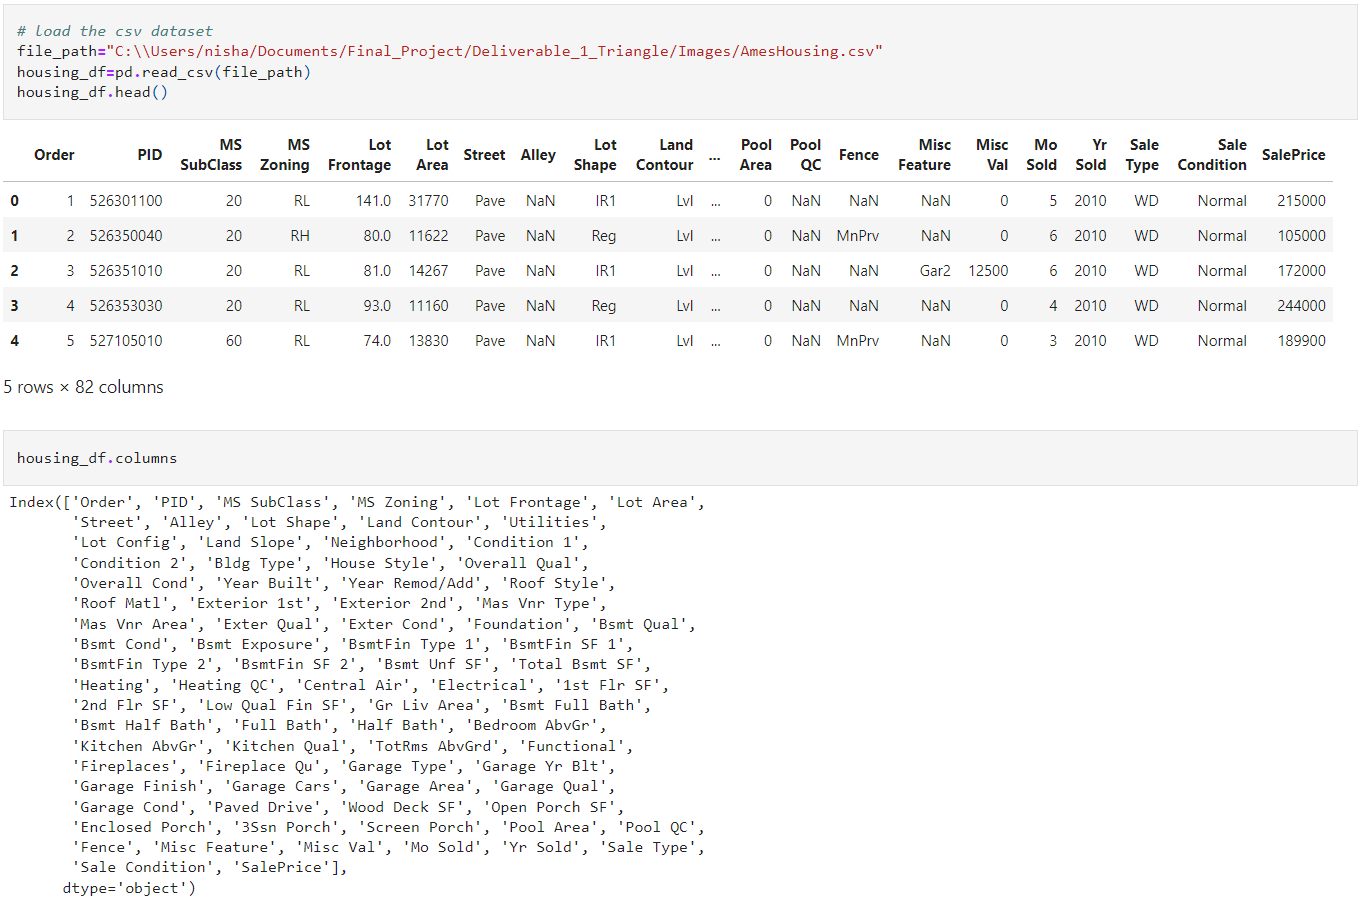 # load the csv dataset
file_path="C:\\Users/nisha/Documents/Final_Project/Deliverable_1_Triangle/Images/AmesHousing.csv"
housing_df=pd.read_csv(file_path)
housing_df.head()
Order PID MS SubClass MS Zoning Lot Frontage Lot Area Street Alley Lot Shape Land Contour ... Pool Area Pool QC Fence Misc Feature Misc Val Mo Sold Yr Sold Sale Type Sale Condition SalePrice
0 1 526301100 20 RL 141.0 31770 Pave NaN IR1 Lvl ... 0 NaN NaN NaN 0 5 2010 WD Normal 215000
1 2 526350040 20 RH 80.0 11622 Pave NaN Reg Lvl ... 0 NaN MnPrv NaN 0 6 2010 WD Normal 105000
2 3 526351010 20 RL 81.0 14267 Pave NaN IR1 Lvl ... 0 NaN NaN Gar2 12500 6 2010 WD Normal 172000
3 4 526353030 20 RL 93.0 11160 Pave NaN Reg Lvl ... 0 NaN NaN NaN 0 4 2010 WD Normal 244000
4 5 527105010 60 RL 74.0 13830 Pave NaN IR1 Lvl ... 0 NaN MnPrv NaN 0 3 2010 WD Normal 189900
5 rows × 82 columns
housing_df.columns
Index(['Order', 'PID', 'MS SubClass', 'MS Zoning', 'Lot Frontage', 'Lot Area',
'Street', 'Alley', 'Lot Shape', 'Land Contour', 'Utilities',
'Lot Config', 'Land Slope', 'Neighborhood', 'Condition 1',
'Condition 2', 'Bldg Type', 'House Style', 'Overall Qual',
'Overall Cond', 'Year Built', 'Year Remod/Add', 'Roof Style',
'Roof Matl', 'Exterior 1st', 'Exterior 2nd', 'Mas Vnr Type',
'Mas Vnr Area', 'Exter Qual', 'Exter Cond', 'Foundation', 'Bsmt Qual',
'Bsmt Cond', 'Bsmt Exposure', 'BsmtFin Type 1', 'BsmtFin SF 1',
'BsmtFin Type 2', 'BsmtFin SF 2', 'Bsmt Unf SF', 'Total Bsmt SF',
'Heating', 'Heating QC', 'Central Air', 'Electrical', '1st Flr SF',
'2nd Flr SF', 'Low Qual Fin SF', 'Gr Liv Area', 'Bsmt Full Bath',
'Bsmt Half Bath', 'Full Bath', 'Half Bath', 'Bedroom AbvGr',
'Kitchen AbvGr', 'Kitchen Qual', 'TotRms AbvGrd', 'Functional',
'Fireplaces', 'Fireplace Qu', 'Garage Type', 'Garage Yr Blt',
'Garage Finish', 'Garage Cars', 'Garage Area', 'Garage Qual',
'Garage Cond', 'Paved Drive', 'Wood Deck SF', 'Open Porch SF',
'Enclosed Porch', '3Ssn Porch', 'Screen Porch', 'Pool Area', 'Pool QC',
'Fence', 'Misc Feature', 'Misc Val', 'Mo Sold', 'Yr Sold', 'Sale Type',
'Sale Condition', 'SalePrice'],
dtype='object')